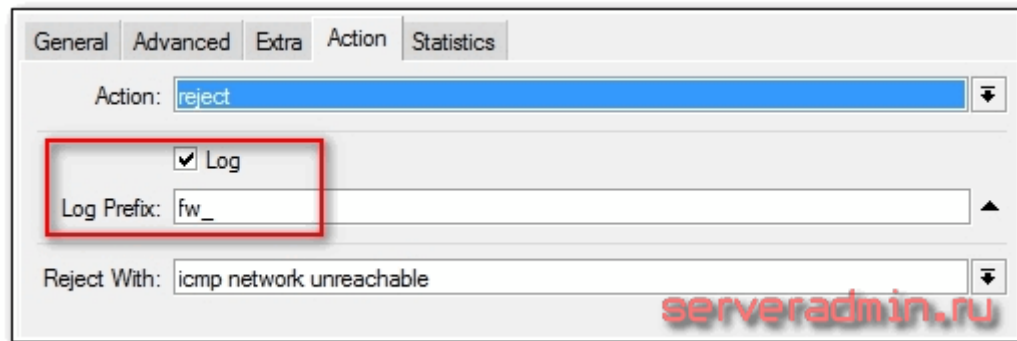 General Advanced Extra Action Statistics
Action: reject
Log
Log Prefix: fw_
Reject With: icmp network unreachable
serveradmin.ru